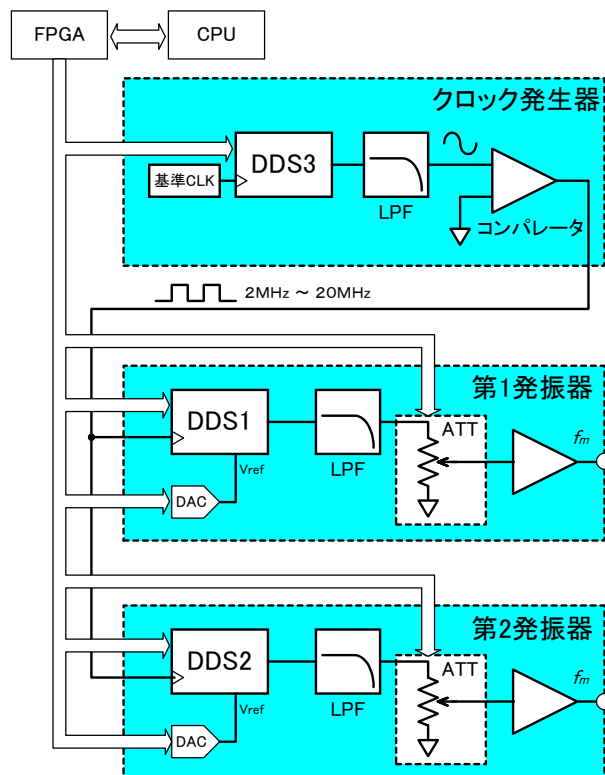 FPGA
CPU
クロック発生器
DDS3
基準CLK
LPF
コンパレータ
2MHz ~ 20MHz
第1発振器
DDS1
ATT
fm
Vref
LPF
DAC
第2発振器
DDS2
ATT
fm
Vref
LPF
DAC